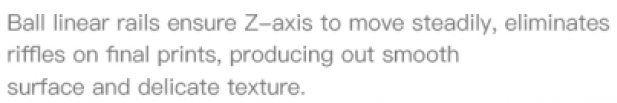 Ball linear rails ensure Z–axis to move steadily, eliminates
riffles on final prints, producing out smooth
surface and delicate texture.